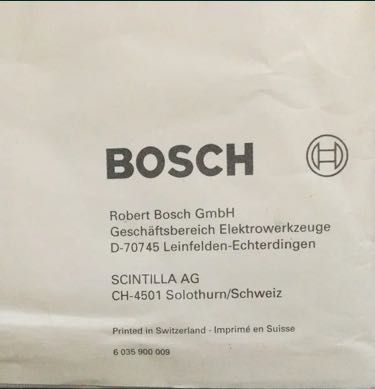 BOSCH
Robert Bosch GmbH
Geschäftsbereich Elektrowerkzeuge
D-70745 Leinfelden-Echterdingen
SCINTILLA AG
CH-4501 Solothurn/Schweiz
Printed in Switzerland - Imprimé en Suisse
6 035 900 009